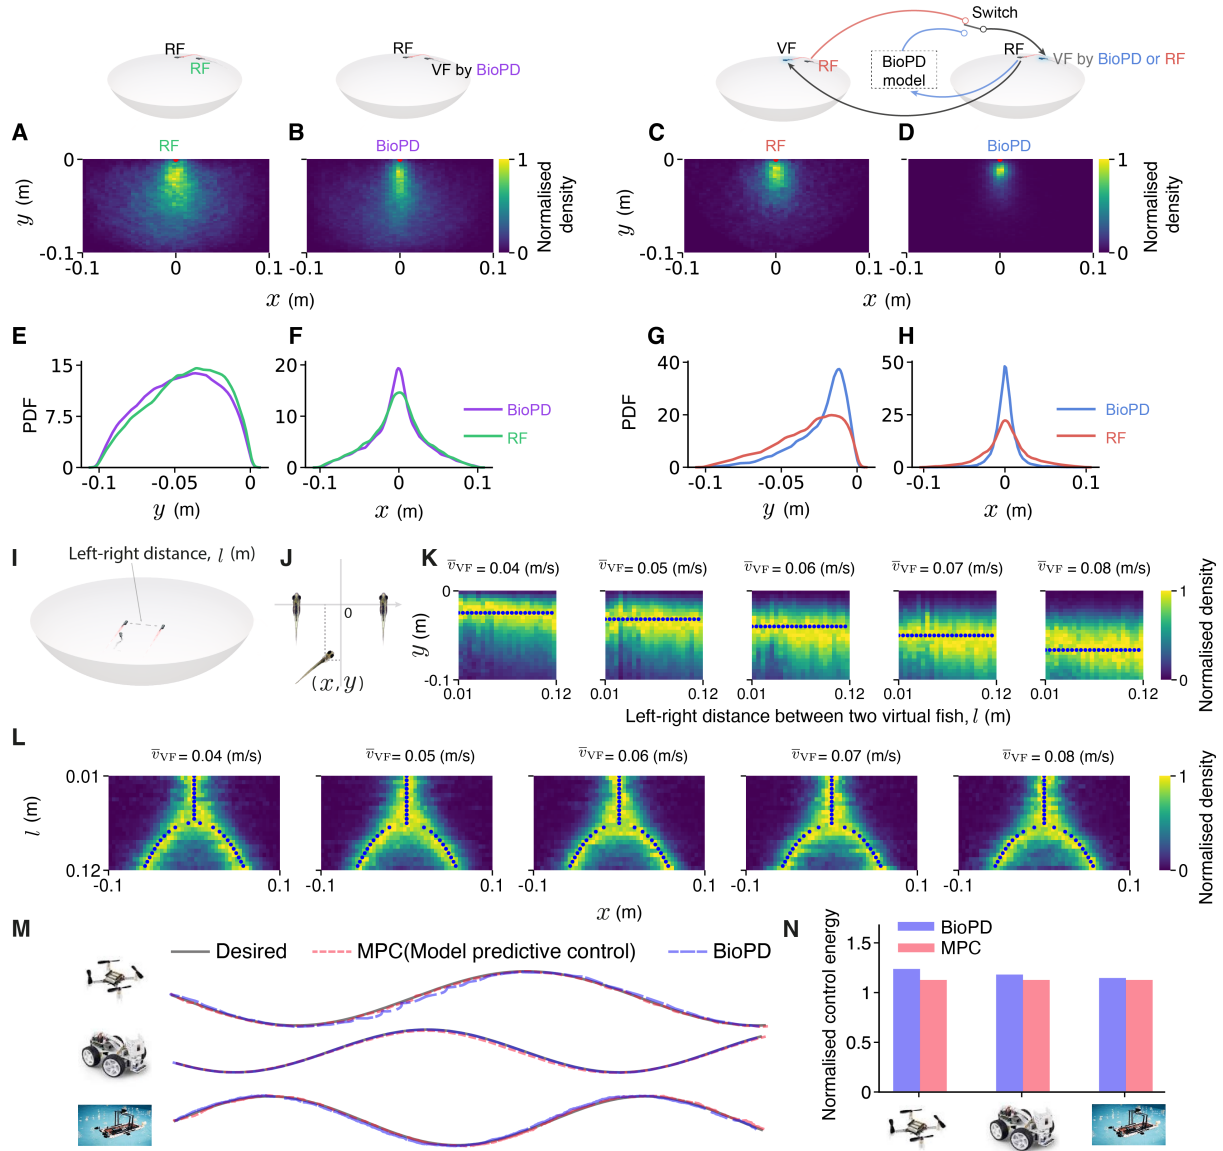 RF
RF
RF
VF by BioPD
VF
RF
BioPD
model
Switch
RF
VF by BioPD or RF
A
B
C
D
RF
BioPD
RF
BioPD
0
-0.1
y (m)
-0.1
0
0.1
-0.1
0
0.1
x (m)
1
0
Normalised
density
0
-0.1
y (m)
-0.1
0
0.1
-0.1
0
0.1
x (m)
1
0
Normalised
density
E
F
G
H
PDF
15
7.5
0
-0.1
-0.05
0
y (m)
20
10
0
-0.1
0
0.1
x (m)
BioPD
RF
PDF
40
20
0
-0.1
-0.05
0
y (m)
50
25
0
-0.1
0
0.1
x (m)
BioPD
RF
I
Left-right distance, l (m)
J
0
(x, y)
K
v̅VF = 0.04 (m/s)
v̅VF = 0.05 (m/s)
v̅VF = 0.06 (m/s)
v̅VF = 0.07 (m/s)
v̅VF = 0.08 (m/s)
0
-0.1
y (m)
0.01
0.12
0.01
0.12
0.01
0.12
0.01
0.12
0.01
0.12
Left-right distance between two virtual fish, l (m)
1
0
Normalised density
L
v̅VF = 0.04 (m/s)
v̅VF = 0.05 (m/s)
v̅VF = 0.06 (m/s)
v̅VF = 0.07 (m/s)
v̅VF = 0.08 (m/s)
0.01
0.12
l (m)
-0.1
0.1
-0.1
0.1
-0.1
0.1
-0.1
0.1
-0.1
0.1
x (m)
1
0
Normalised density
M
Desired
MPC(Model predictive control)
BioPD
N
BioPD
MPC
Normalised control energy
1.5
1
0.5
0